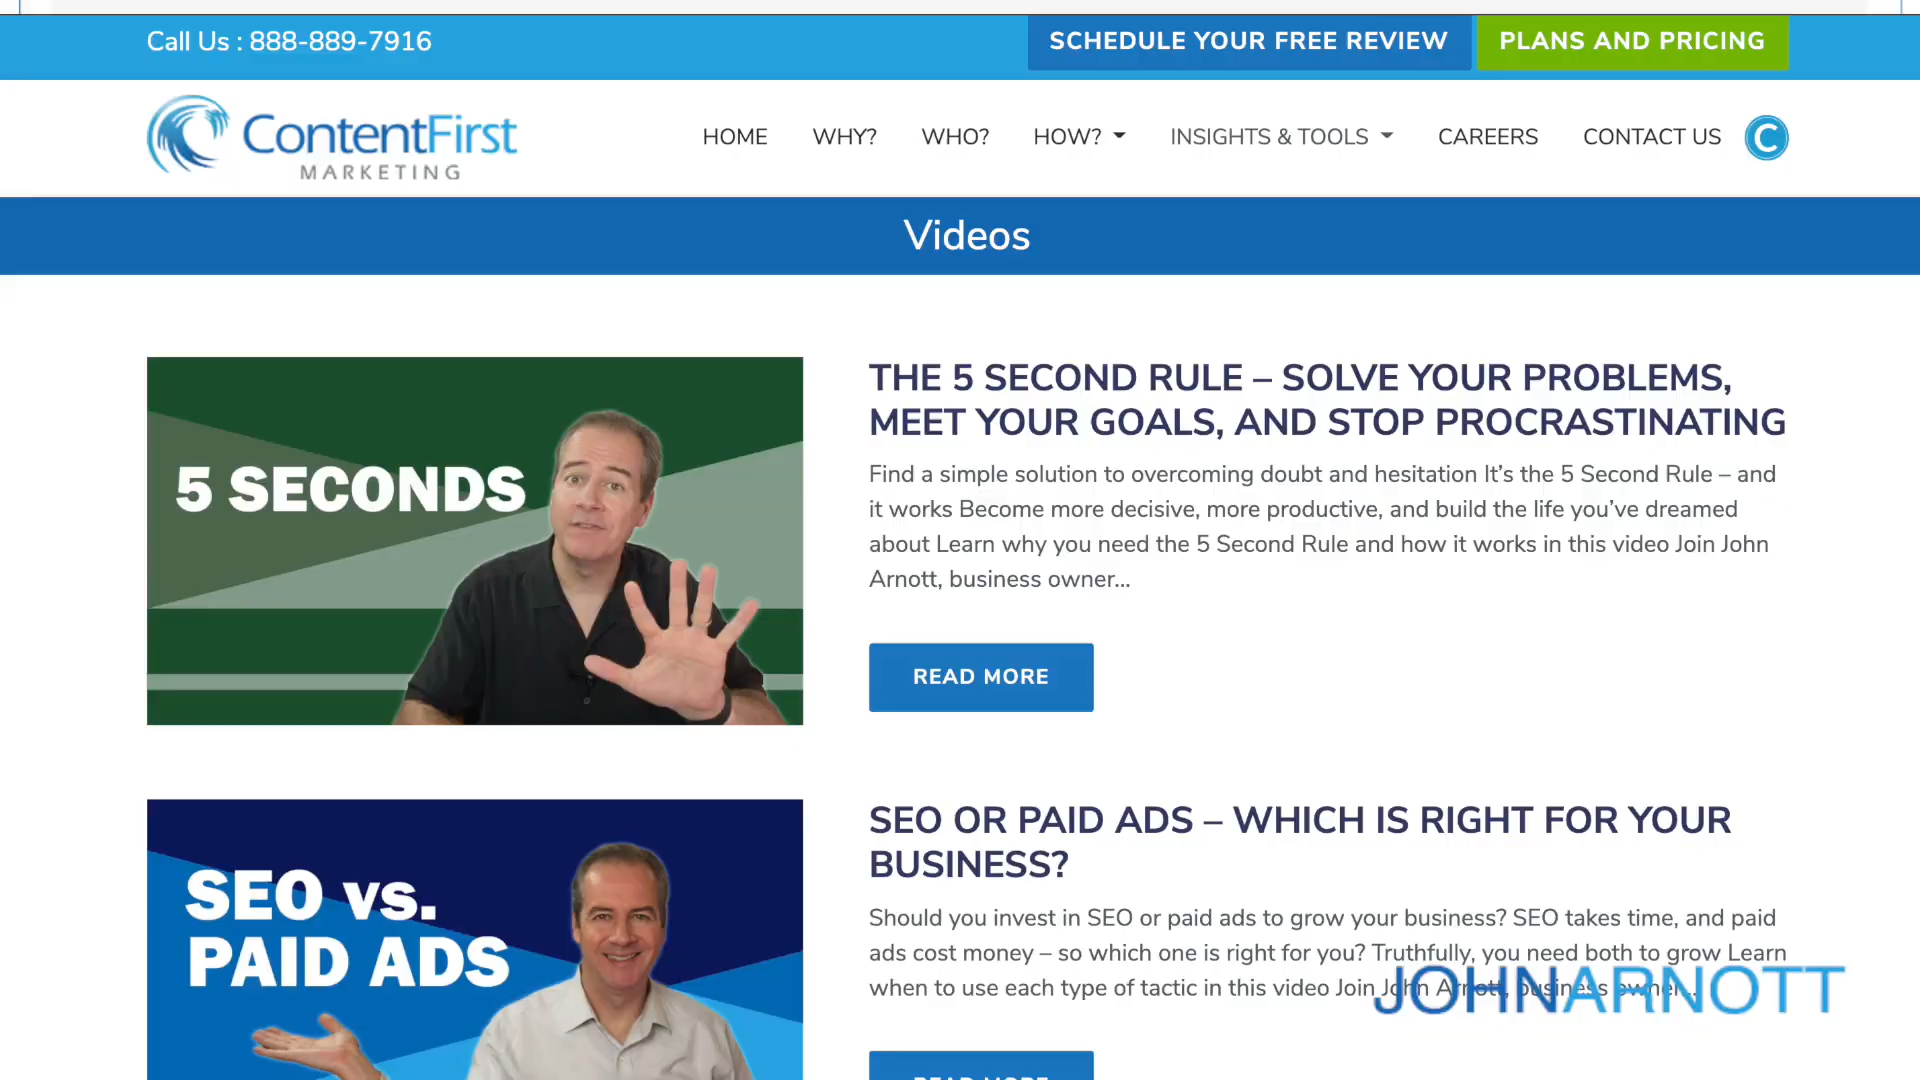 Call Us : 888-889-7916
SCHEDULE YOUR FREE REVIEW
PLANS AND PRICING
ContentFirst
MARKETING
HOME
WHY?
WHO?
HOW?
INSIGHTS & TOOLS
CAREERS
CONTACT US
C
Videos
5 SECONDS
THE 5 SECOND RULE – SOLVE YOUR PROBLEMS,
MEET YOUR GOALS, AND STOP PROCRASTINATING
Find a simple solution to overcoming doubt and hesitation It’s the 5 Second Rule – and
it works Become more decisive, more productive, and build the life you’ve dreamed
about Learn why you need the 5 Second Rule and how it works in this video Join John
Arnott, business owner...
READ MORE
SEO vs.
PAID ADS
SEO OR PAID ADS – WHICH IS RIGHT FOR YOUR
BUSINESS?
Should you invest in SEO or paid ads to grow your business? SEO takes time, and paid
ads cost money – so which one is right for you? Truthfully, you need both to grow Learn
when to use each type of tactic in this video Join John Arnott, business owner...
JOHNARNOTT
READ MORE